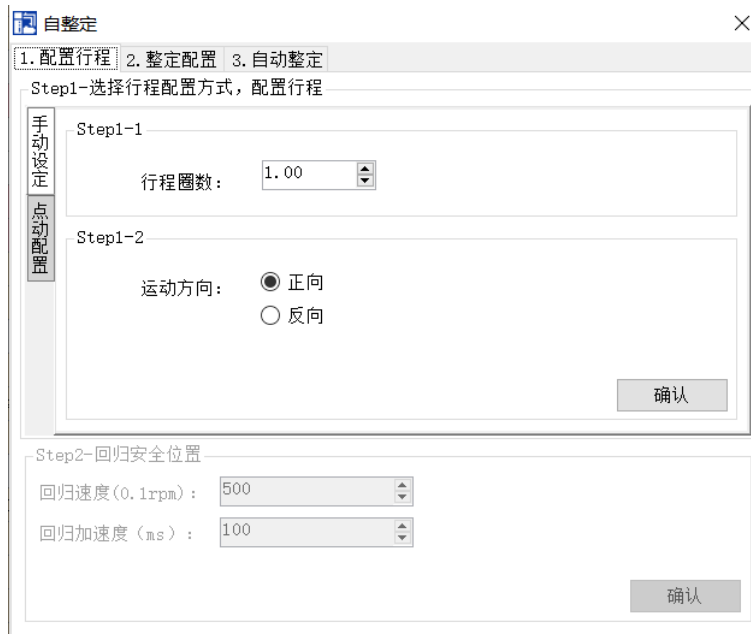 自整定
1.配置行程 2.整定配置 3.自动整定
Step1-选择行程配置方式，配置行程
手动设定
点动配置
Step1-1
行程圈数： 1.00
Step1-2
运动方向： 正向
反向
确认
Step2-回归安全位置
回归速度(0.1rpm)： 500
回归加速度（ms）： 100
确认